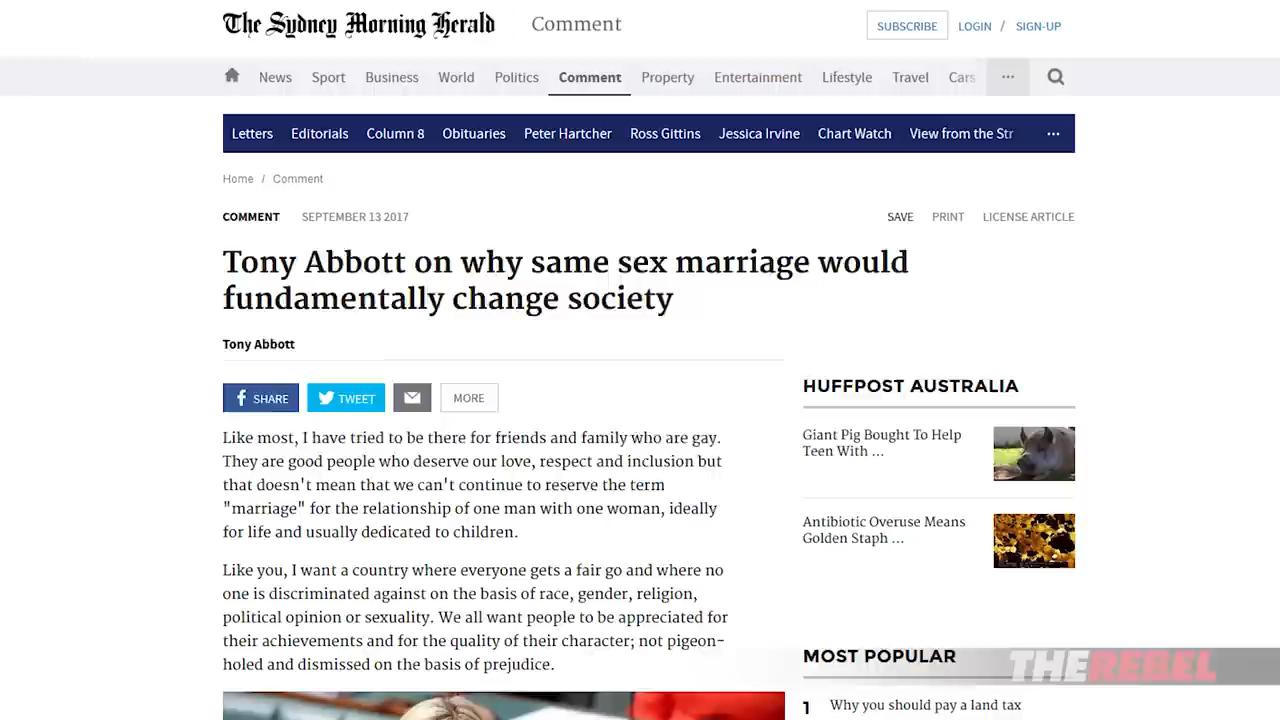 The Sydney Morning Herald
Comment
SUBSCRIBE
LOGIN / SIGN-UP
News
Sport
Business
World
Politics
Comment
Property
Entertainment
Lifestyle
Travel
Cars
...
Letters
Editorials
Column 8
Obituaries
Peter Hartcher
Ross Gittins
Jessica Irvine
Chart Watch
View from the Str
...
Home / Comment
COMMENT
SEPTEMBER 13 2017
SAVE
PRINT
LICENSE ARTICLE
Tony Abbott on why same sex marriage would
fundamentally change society
Tony Abbott
SHARE
TWEET
MORE
Like most, I have tried to be there for friends and family who are gay.
They are good people who deserve our love, respect and inclusion but
that doesn't mean that we can't continue to reserve the term
"marriage" for the relationship of one man with one woman, ideally
for life and usually dedicated to children.
Like you, I want a country where everyone gets a fair go and where no
one is discriminated against on the basis of race, gender, religion,
political opinion or sexuality. We all want people to be appreciated for
their achievements and for the quality of their character; not pigeon-
holed and dismissed on the basis of prejudice.
HUFFPOST AUSTRALIA
Giant Pig Bought To Help
Teen With ...
Antibiotic Overuse Means
Golden Staph ...
MOST POPULAR
1 Why you should pay a land tax
THEREBEL